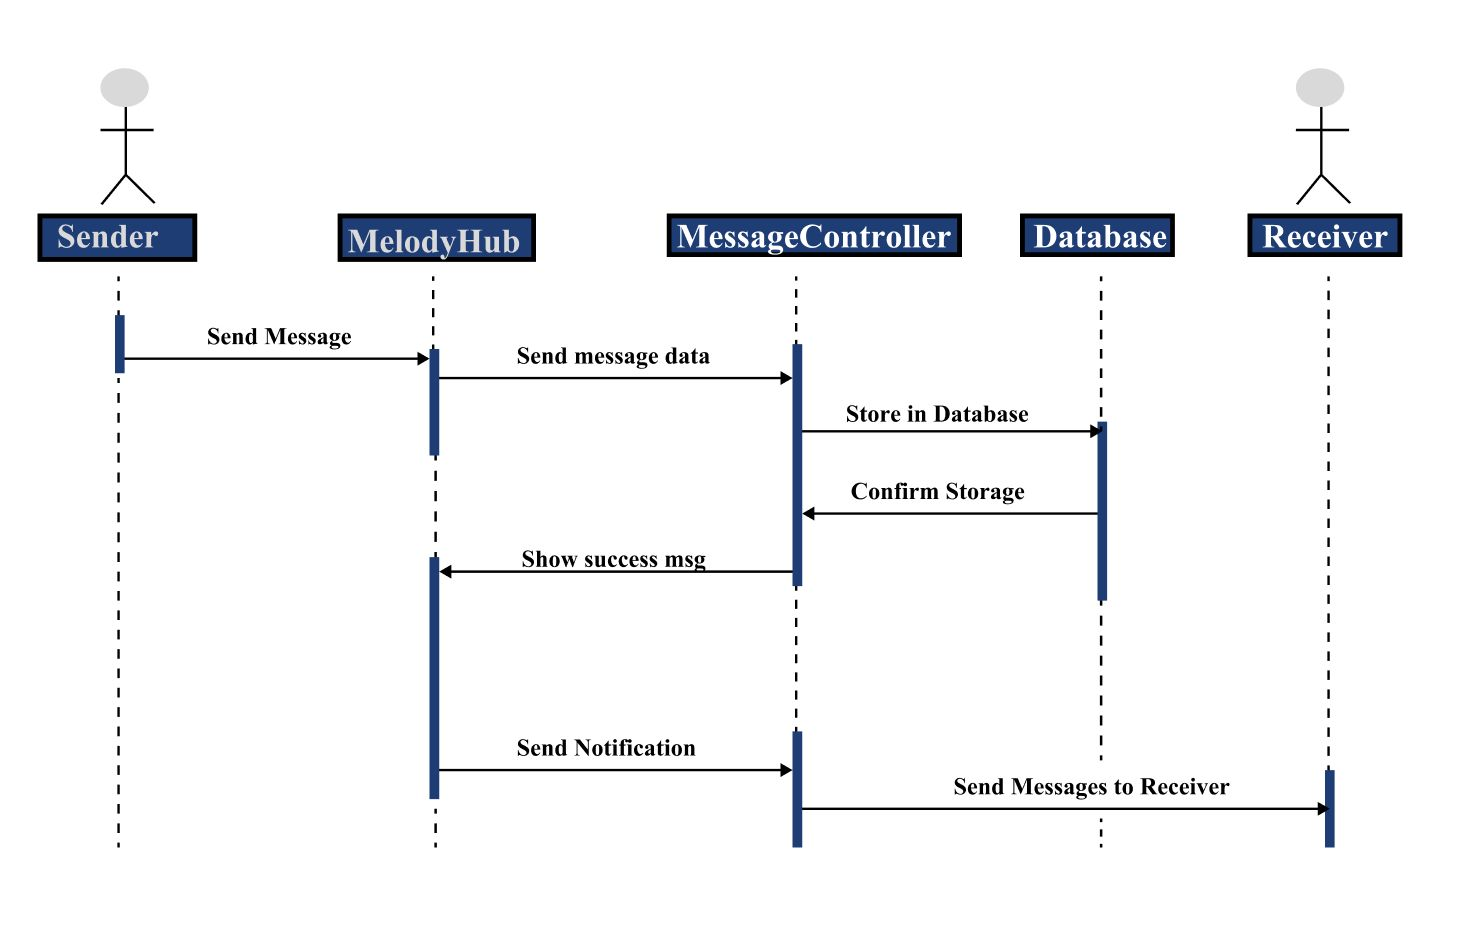 Sender
MelodyHub
MessageController
Database
Receiver
Send Message
Send message data
Store in Database
Confirm Storage
Show success msg
Send Notification
Send Messages to Receiver